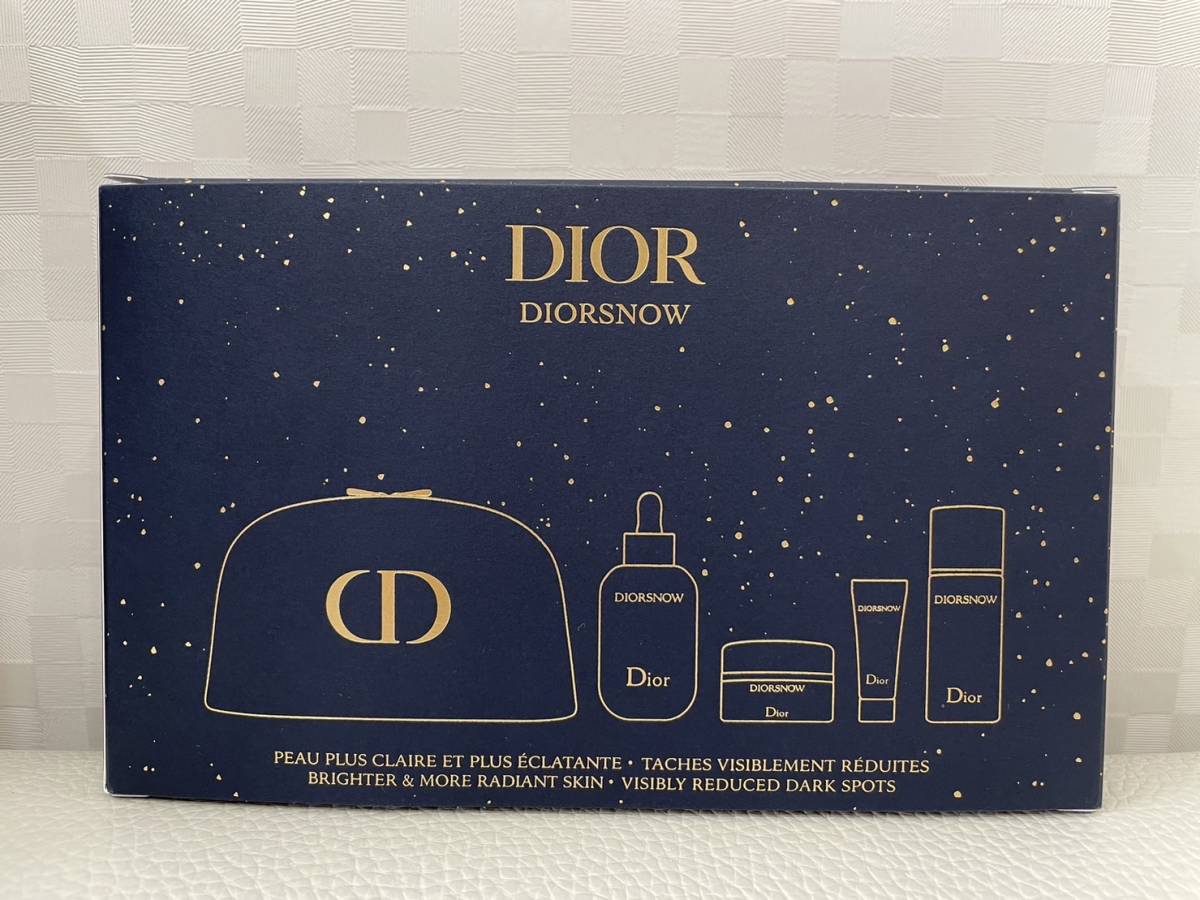 DIOR
DIORSNOW
CD
DIORSNOW
Dior
DIORSNOW
Dior
DIORSNOW
Dior
DIORSNOW
Dior
PEAU PLUS CLAIRE ET PLUS ÉCLATANTE • TACHES VISIBLEMENT RÉDUITES
BRIGHTER & MORE RADIANT SKIN • VISIBLY REDUCED DARK SPOTS